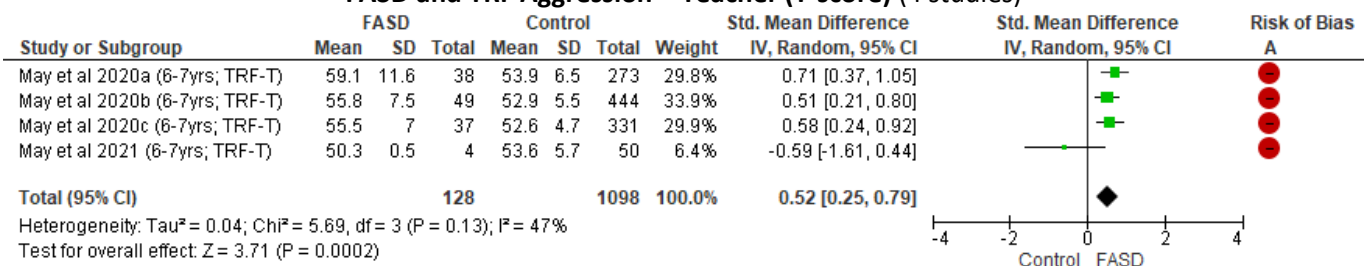 FASD and TRF Aggression – Teacher (T-score) (4 studies)
FASD Control Std. Mean Difference Std. Mean Difference Risk of Bias
Study or Subgroup Mean SD Total Mean SD Total Weight IV, Random, 95% CI IV, Random, 95% CI A
May et al 2020a (6-7yrs; TRF-T) 59.1 11.6 38 53.9 6.5 273 29.8% 0.71 [0.37, 1.05]
May et al 2020b (6-7yrs; TRF-T) 55.8 7.5 49 52.9 5.5 444 33.9% 0.51 [0.21, 0.80]
May et al 2020c (6-7yrs; TRF-T) 55.5 7 37 52.6 4.7 331 29.9% 0.58 [0.24, 0.92]
May et al 2021 (6-7yrs; TRF-T) 50.3 0.5 4 53.6 5.7 50 6.4% -0.59 [-1.61, 0.44]
Total (95% CI) 128 1098 100.0% 0.52 [0.25, 0.79]
Heterogeneity: Tau² = 0.04; Chi² = 5.69, df = 3 (P = 0.13); I² = 47%
Test for overall effect: Z = 3.71 (P = 0.0002)
-4 -2 0 2 4
Control FASD